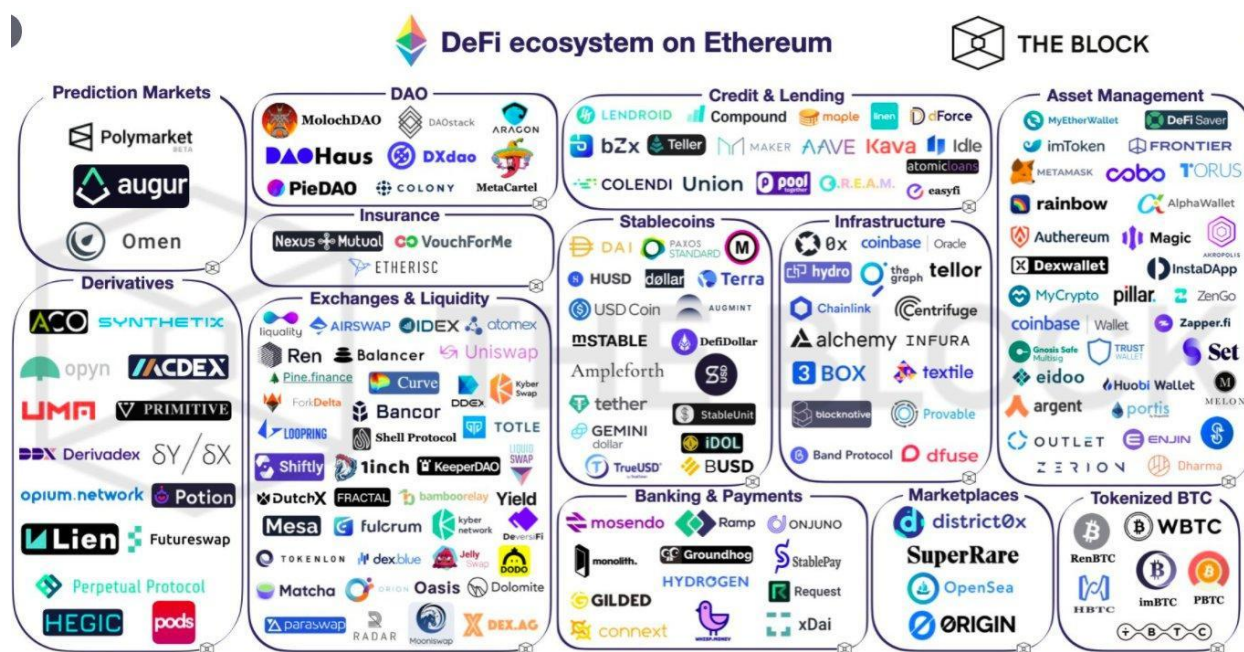 DeFi ecosystem on Ethereum
THE BLOCK
Prediction Markets
Polymarket
BETA
augur
Omen
DAO
MolochDAO
DAOstack
ARAGON
DAOHaus
DXdao
PieDAO
COLONY
MetaCartel
Insurance
Nexus Mutual
VouchForMe
ETHERISC
Credit & Lending
LENDROID
Compound
maple
linen
dForce
bZx
Teller
MAKER
AAVE
Kava
Idle
atomicloans
COLENDI
Union
pool
together
C.R.E.A.M.
easyfi
Asset Management
MyEtherWallet
DeFi Saver
imToken
FRONTIER
METAMASK
cobo
TORUS
rainbow
AlphaWallet
Authereum
Magic
AKROPOLIS
Dexwallet
InstaDApp
MyCrypto
pillar.
ZenGo
coinbase | Wallet
Zapper.fi
Gnosis Safe
Multisig
TRUST
WALLET
Set
eidoo
Huobi Wallet
MELON
argent
portis
OUTLET
ENJIN
ZERION
Dharma
Derivatives
ACO
SYNTHETIX
opyn
MCDEX
UMA
PRIMITIVE
DDX Derivadex
δY/δX
opium.network
Potion
Lien
Futureswap
Perpetual Protocol
HEGIC
pods
Exchanges & Liquidity
liquality
AIRSWAP
IDEX
atomex
Ren
Balancer
Uniswap
Pine.finance
Curve
DDEX
Kyber
Swap
ForkDelta
Bancor
LOOPRING
Shell Protocol
TOTLE
Shiftly
1inch
KeeperDAO
LIQUID
SWAP
DutchX
FRACTAL
bamboorelay
Yield
Mesa
fulcrum
kyber
network
DeversiFi
TOKENLON
dex.blue
Jelly
Swap
DODO
Matcha
ORION
Oasis
Dolomite
paraswap
RADAR
Mooniswap
DEX.AG
Stablecoins
DAI
PAXOS
STANDARD
M
HUSD
døllar
Terra
USD Coin
AUGMINT
mSTABLE
DefiDollar
Ampleforth
USD
tether
StableUnit
GEMINI
dollar
iDOL
TrueUSD
BUSD
Infrastructure
0x
coinbase | Oracle
hydro
the
graph
tellor
Chainlink
Centrifuge
alchemy
INFURA
3 BOX
textile
blocknative
Provable
Band Protocol
dfuse
Banking & Payments
mosendo
Ramp
ONJUNO
monolith.
Groundhog
StablePay
GILDED
HYDROGEN
Request
connext
WHISP.MONEY
xDai
Marketplaces
district0x
SuperRare
OpenSea
ORIGIN
Tokenized BTC
RenBTC
WBTC
HBTC
imBTC
PBTC
TBTC